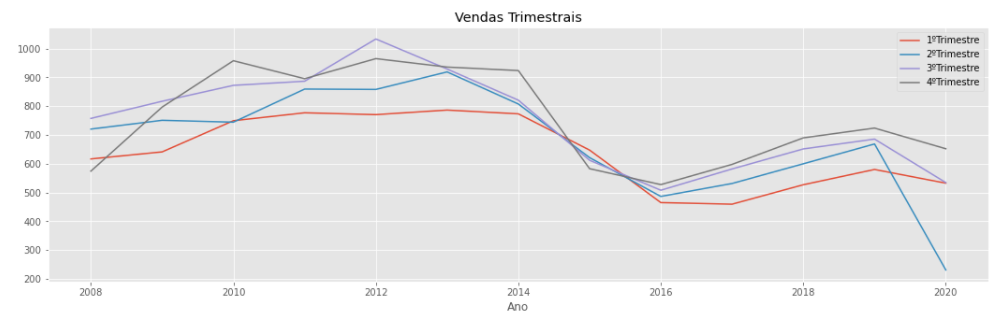 Vendas Trimestrais
1ºTrimestre
2ºTrimestre
3ºTrimestre
4ºTrimestre
1000
900
800
700
600
500
400
300
200
2008 2010 2012 2014 2016 2018 2020
Ano